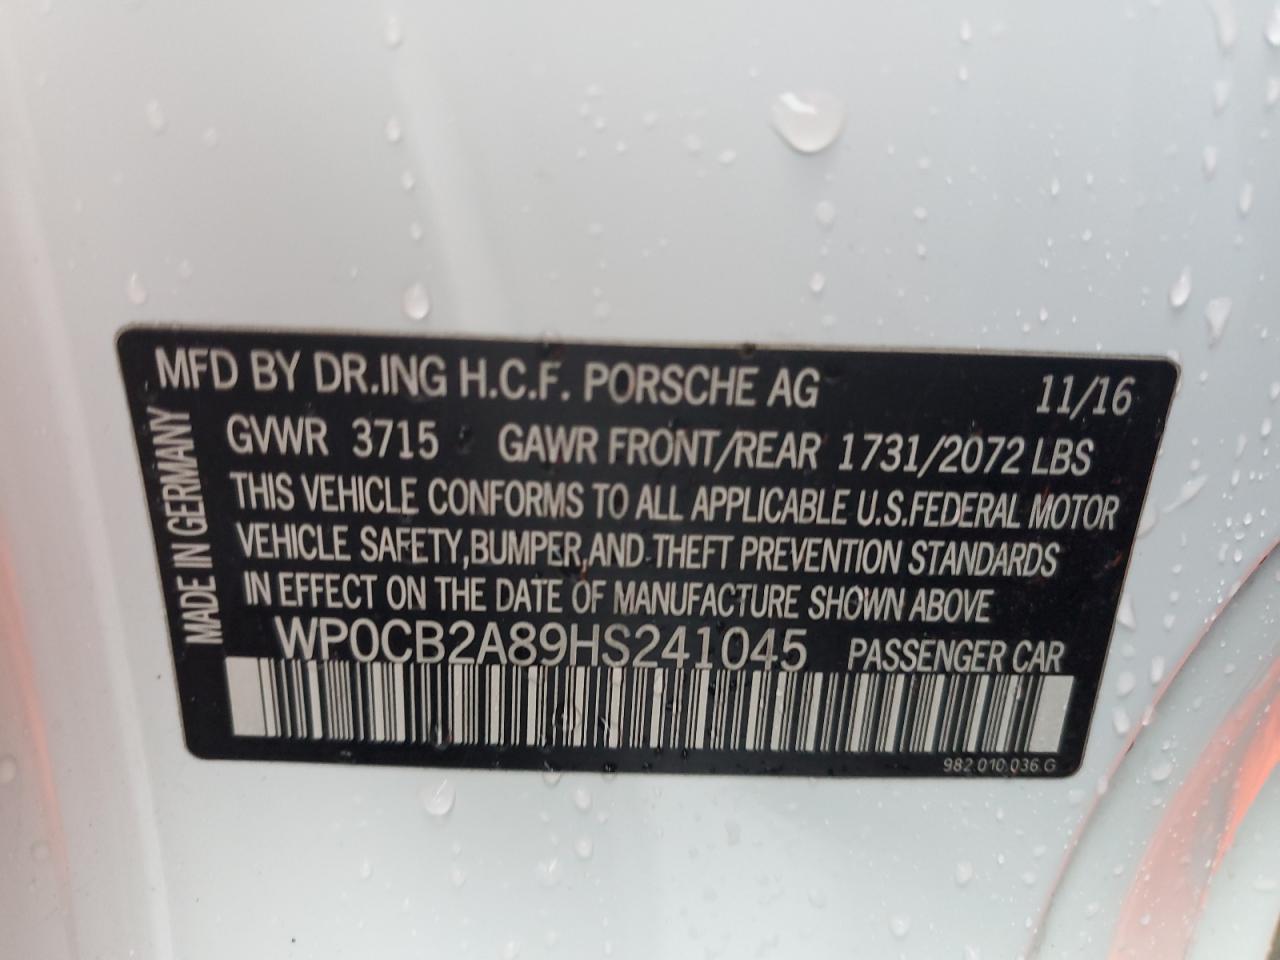 MFD BY DR.ING H.C.F. PORSCHE AG 11/16
GVWR 3715 GAWR FRONT/REAR 1731/2072 LBS
THIS VEHICLE CONFORMS TO ALL APPLICABLE U.S.FEDERAL MOTOR
VEHICLE SAFETY,BUMPER,AND THEFT PREVENTION STANDARDS
IN EFFECT ON THE DATE OF MANUFACTURE SHOWN ABOVE
WP0CB2A89HS241045 PASSENGER CAR
982.010.036.G
MADE IN GERMANY